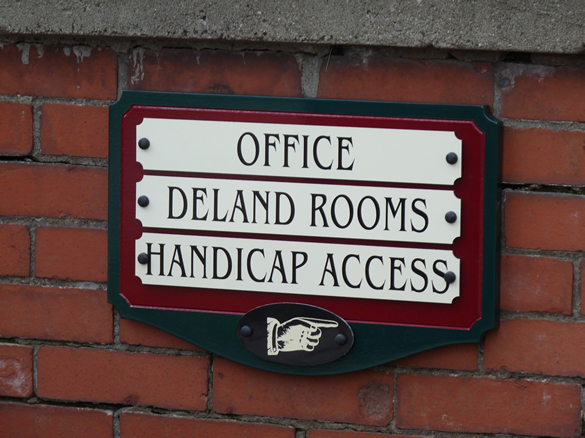 OFFICE
DELAND ROOMS
HANDICAP ACCESS